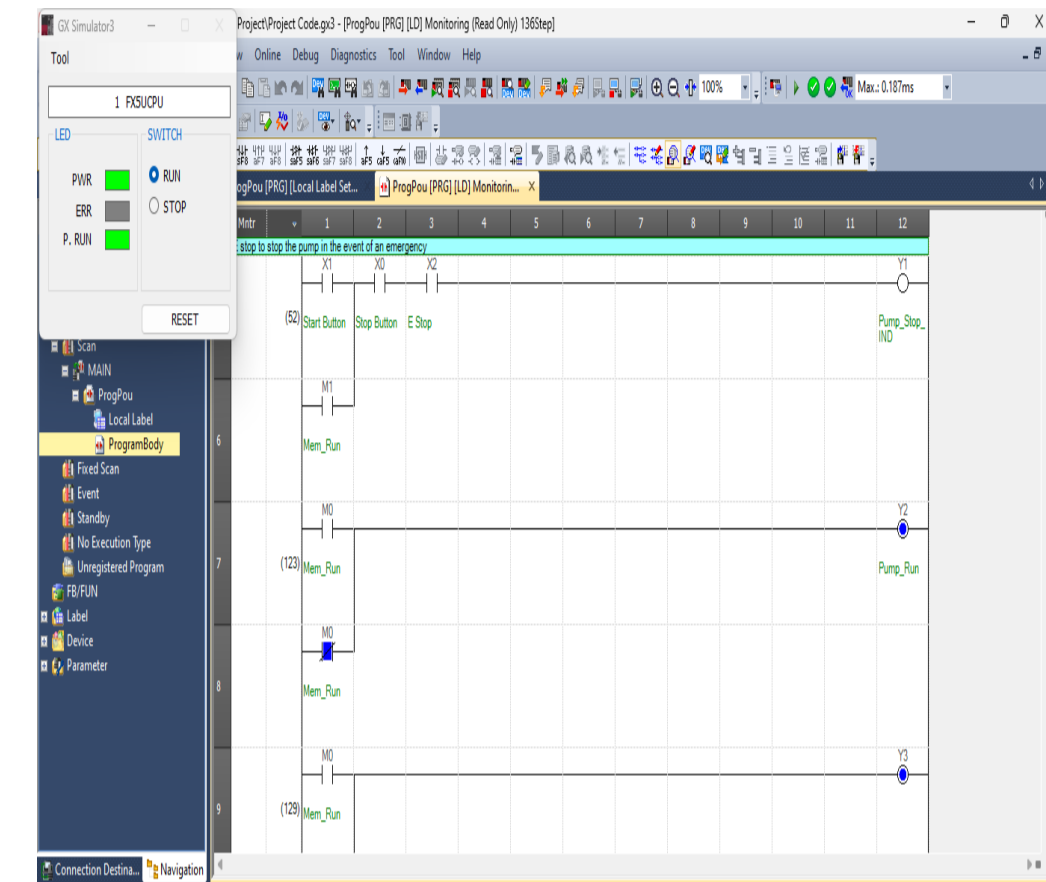 GX Simulator3
Project\Project Code.gx3 - [ProgPou [PRG] [LD] Monitoring (Read Only) 136Step]
Tool
w Online Debug Diagnostics Tool Window Help
1 FX5UCPU
100%
Max.: 0.187ms
LED
SWITCH
PWR
RUN
ERR
STOP
P. RUN
RESET
ogPou [PRG] [Local Label Set...
ProgPou [PRG] [LD] Monitorin...
Mntr 1 2 3 4 5 6 7 8 9 10 11 12
stop to stop the pump in the event of an emergency
X1 X0 X2 Y1
(52) Start Button Stop Button E Stop Pump_Stop_
IND
M1
6 Mem_Run
M0 Y2
7 (123) Mem_Run Pump_Run
M0
8 Mem_Run
M0 Y3
9 (129) Mem_Run
Scan
MAIN
ProgPou
Local Label
ProgramBody
Fixed Scan
Event
Standby
No Execution Type
Unregistered Program
FB/FUN
Label
Device
Parameter
Connection Destina...
Navigation